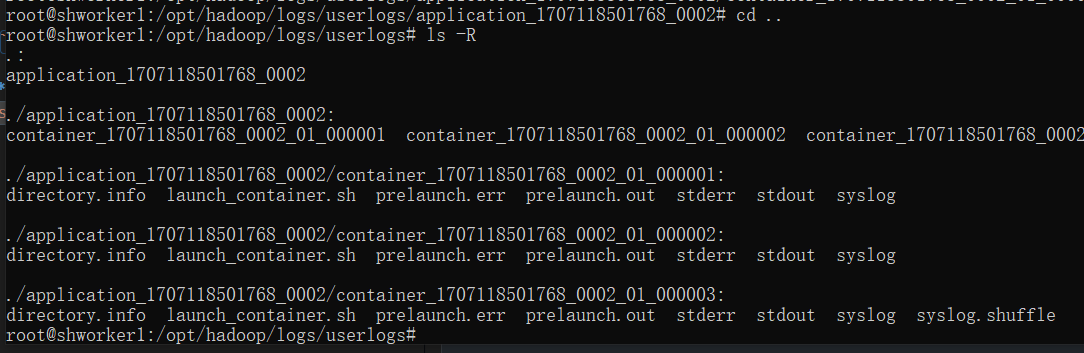 root@shworker1:/opt/hadoop/logs/userlogs/application_1707118501768_0002# cd ..
root@shworker1:/opt/hadoop/logs/userlogs# ls -R
.:
application_1707118501768_0002
./application_1707118501768_0002:
container_1707118501768_0002_01_000001  container_1707118501768_0002_01_000002  container_1707118501768_0002
./application_1707118501768_0002/container_1707118501768_0002_01_000001:
directory.info  launch_container.sh  prelaunch.err  prelaunch.out  stderr  stdout  syslog
./application_1707118501768_0002/container_1707118501768_0002_01_000002:
directory.info  launch_container.sh  prelaunch.err  prelaunch.out  stderr  stdout  syslog
./application_1707118501768_0002/container_1707118501768_0002_01_000003:
directory.info  launch_container.sh  prelaunch.err  prelaunch.out  stderr  stdout  syslog  syslog.shuffle
root@shworker1:/opt/hadoop/logs/userlogs#